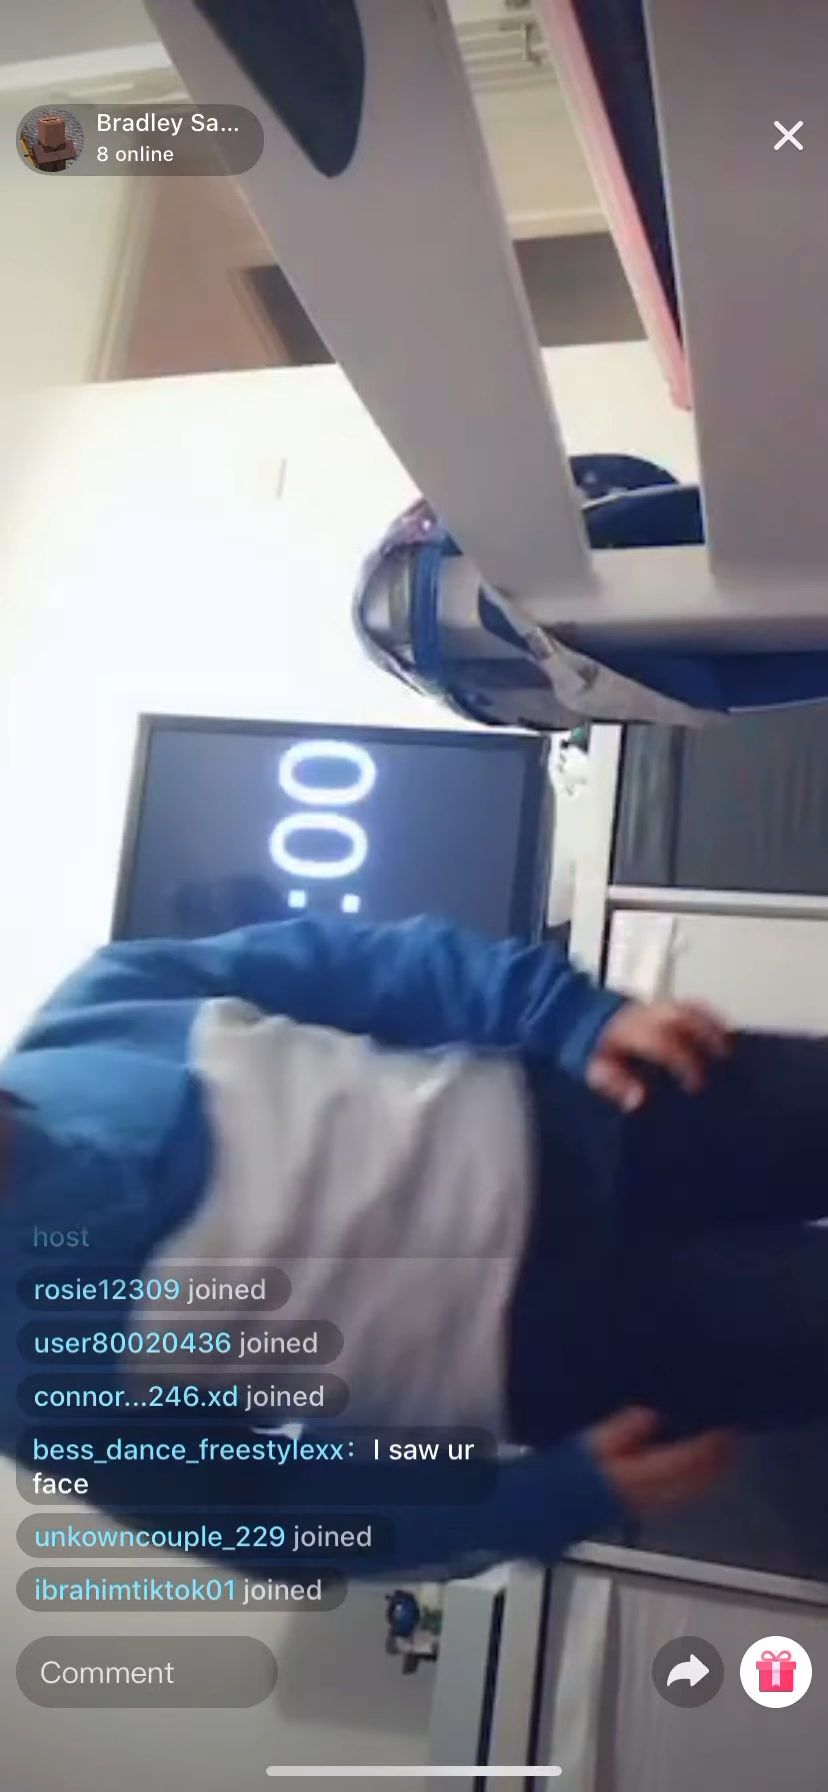 Bradley Sa...
8 online
:00
host
rosie12309 joined
user80020436 joined
connor...246.xd joined
bess_dance_freestylexx: I saw ur
face
unkowncouple_229 joined
ibrahimtiktok01 joined
Comment